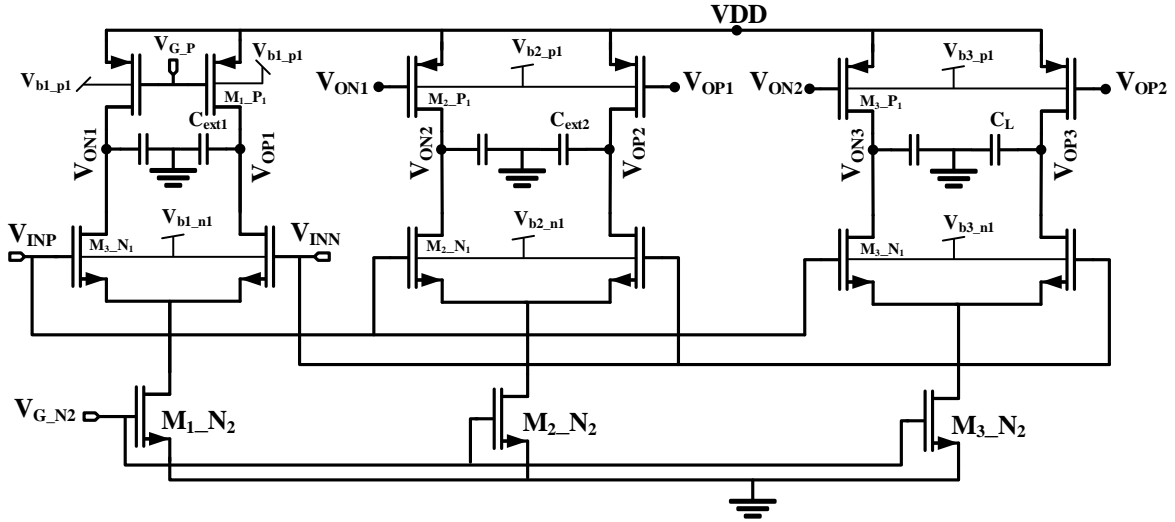 VDD
V_G_P
V_b1_p1
V_b1_p1
M_1_P_1
V_ON1
C_ext1
V_OP1
V_INP
V_b1_n1
V_INN
M_3_N_1
V_G_N2
M_1_N_2
V_ON1
V_b2_p1
V_OP1
M_2_P_1
V_ON2
C_ext2
V_OP2
V_b2_n1
M_2_N_1
M_2_N_2
V_ON2
V_b3_p1
V_OP2
M_3_P_1
V_ON3
C_L
V_OP3
V_b3_n1
M_3_N_1
M_3_N_2